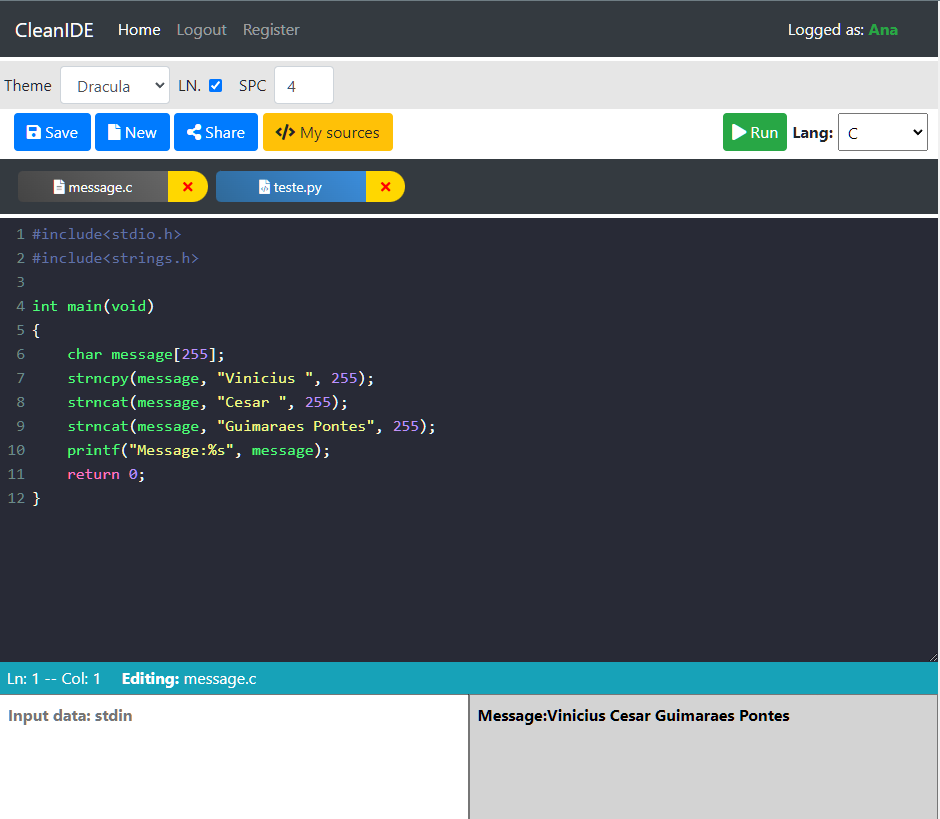 CleanIDE Home Logout Register Logged as: Ana
Theme Dracula LN. SPC 4
Save New Share </> My sources Run Lang: C
message.c × teste.py ×
1 #include<stdio.h>
2 #include<strings.h>
3
4 int main(void)
5 {
6     char message[255];
7     strncpy(message, "Vinicius ", 255);
8     strncat(message, "Cesar ", 255);
9     strncat(message, "Guimaraes Pontes", 255);
10     printf("Message:%s", message);
11     return 0;
12 }
Ln: 1 -- Col: 1 Editing: message.c
Input data: stdin
Message:Vinicius Cesar Guimaraes Pontes